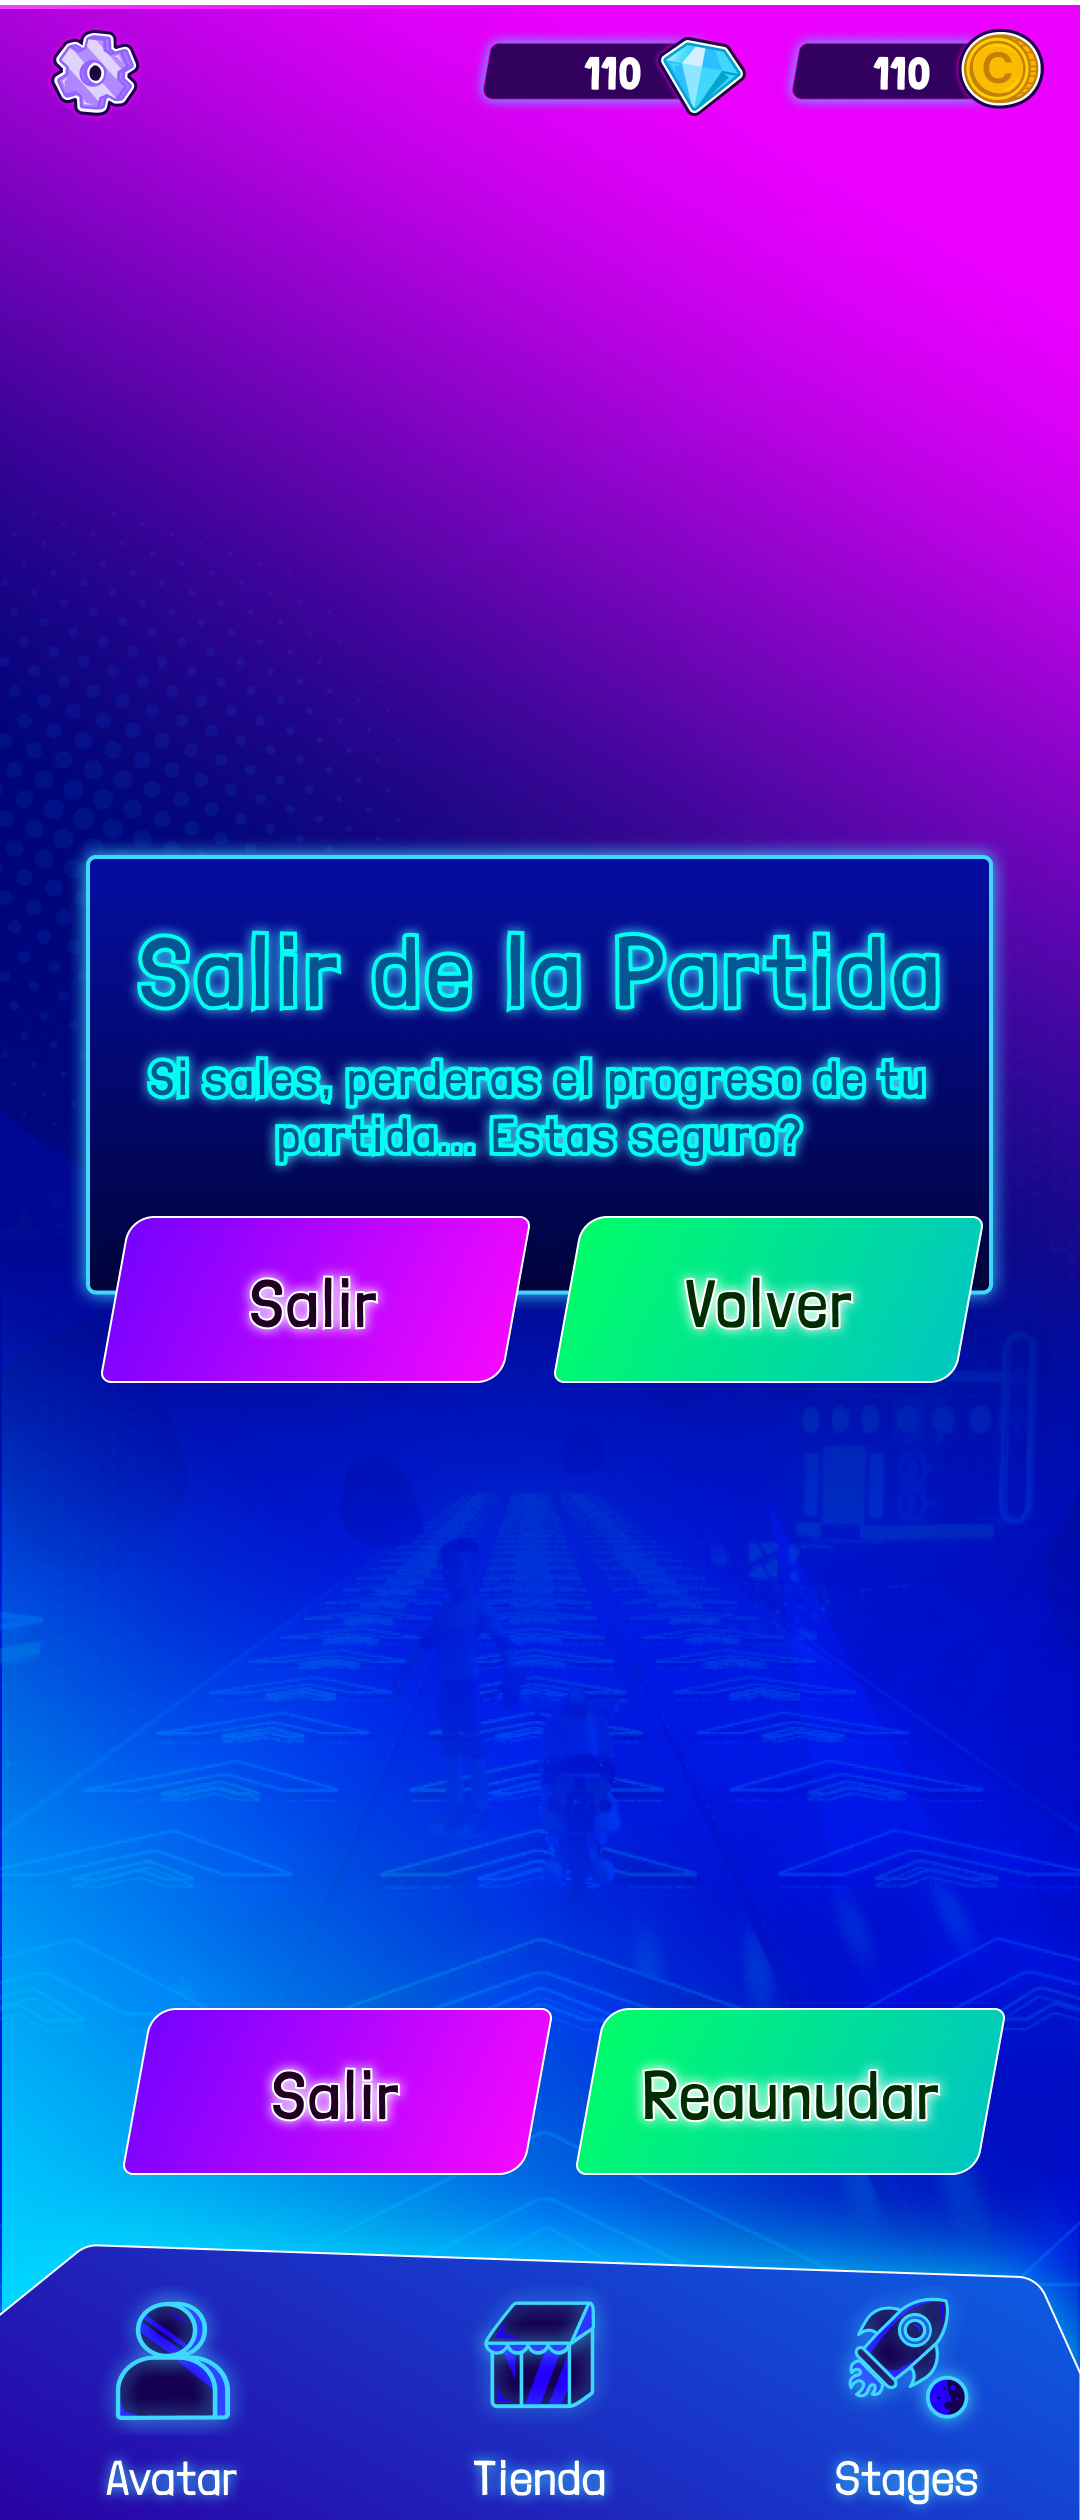 110
110
C
Salir de la Partida
Si sales, perderas el progreso de tu
partida... Estas seguro?
Salir
Volver
Salir
Reaunudar
Avatar
Tienda
Stages